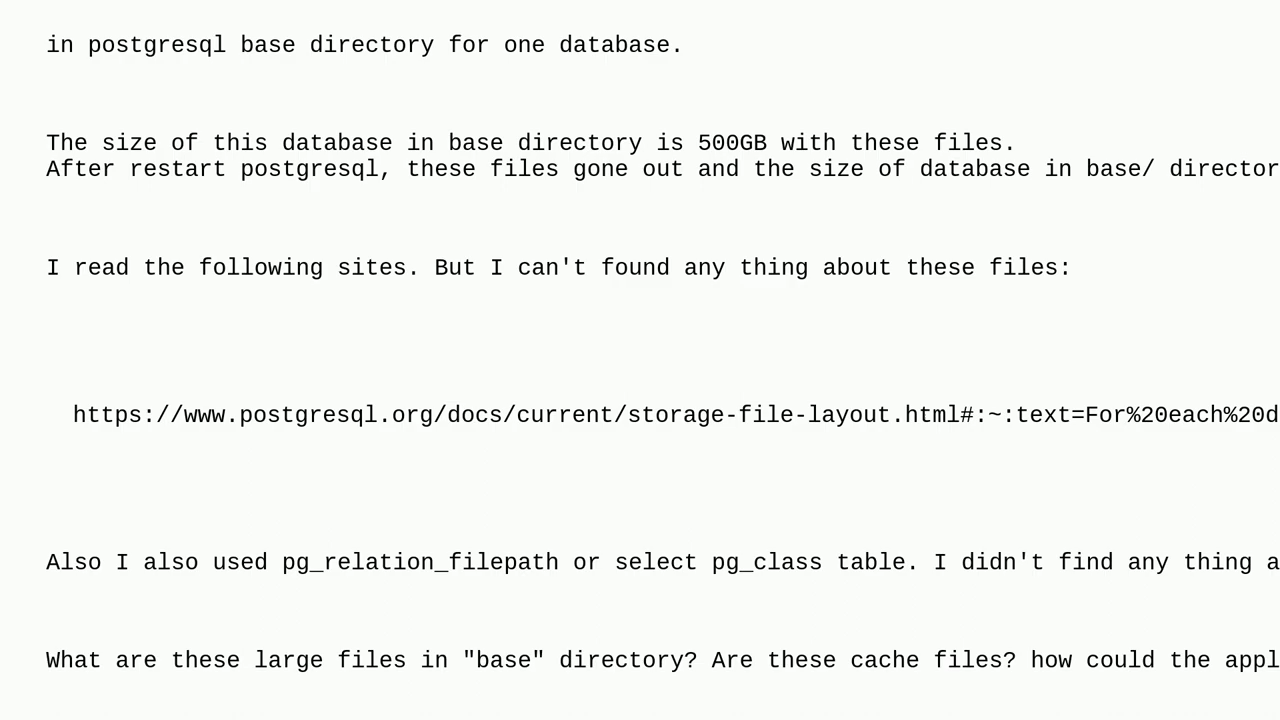 in postgresql base directory for one database.
The size of this database in base directory is 500GB with these files.
After restart postgresql, these files gone out and the size of database in base/
I read the following sites. But I can't found any thing about these files:
https://www.postgresql.org/docs/current/storage-file-layout.html#:~:text=For%20each%20d
Also I also used pg_relation_filepath or select pg_class table. I didn't find any thing
What are these large files in "base" directory? Are these cache files? how could the